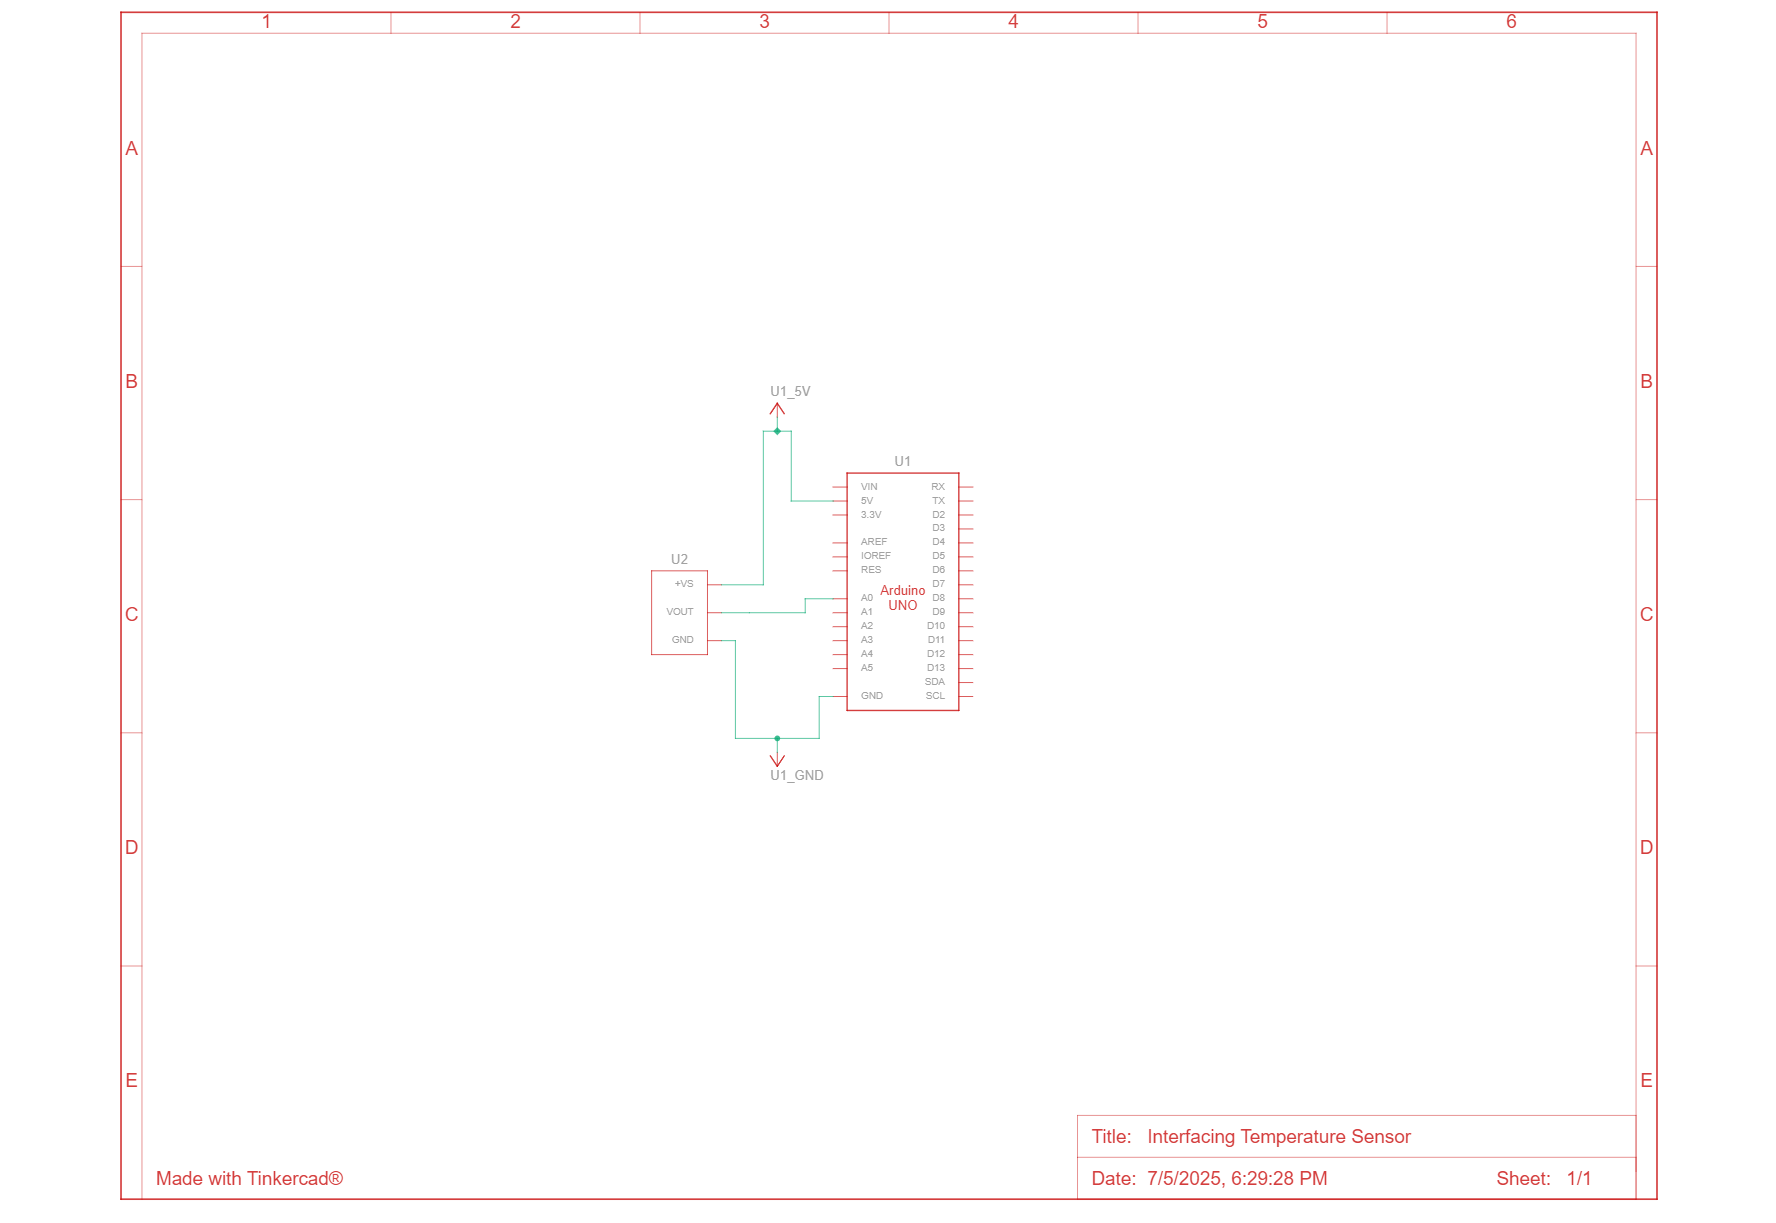 1 2 3 4 5 6
A A
B B
U1_5V
U1
VIN RX
5V TX
3.3V D2
D3
AREF D4
IOREF D5
RES D6
D7
A0 Arduino D8
UNO
A1 D9
A2 D10
A3 D11
A4 D12
A5 D13
SDA
GND SCL
U2
+VS
VOUT
GND
C C
U1_GND
D D
E E
Title: Interfacing Temperature Sensor
Made with Tinkercad®
Date: 7/5/2025, 6:29:28 PM Sheet: 1/1